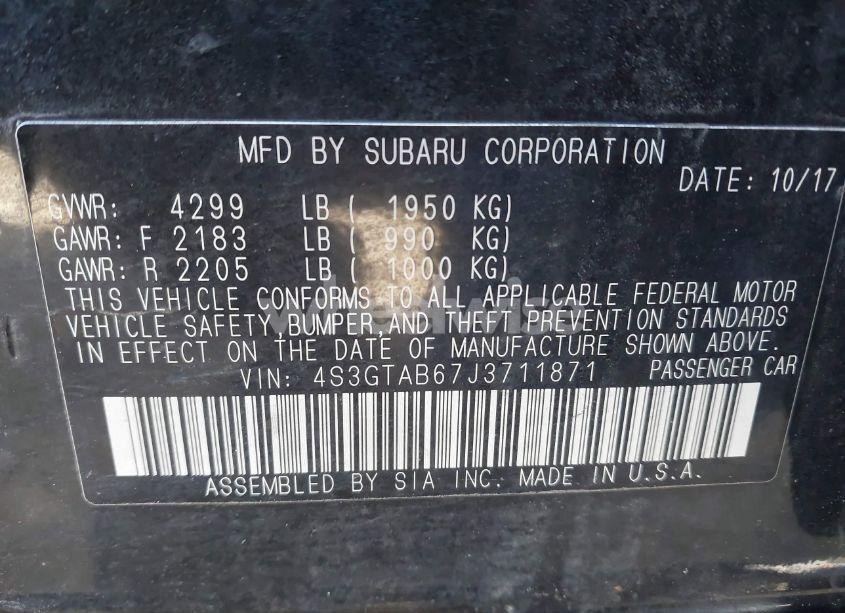 MFD BY SUBARU CORPORATION
DATE: 10/17
GVWR: 4299 LB ( 1950 KG)
GAWR: F 2183 LB ( 990 KG)
GAWR: R 2205 LB ( 1000 KG)
THIS VEHICLE CONFORMS TO ALL APPLICABLE FEDERAL MOTOR
VEHICLE SAFETY, BUMPER, AND THEFT PREVENTION STANDARDS
IN EFFECT ON THE DATE OF MANUFACTURE SHOWN ABOVE.
VIN: 4S3GTAB67J3711871 PASSENGER CAR
ASSEMBLED BY SIA INC. MADE IN U.S.A.